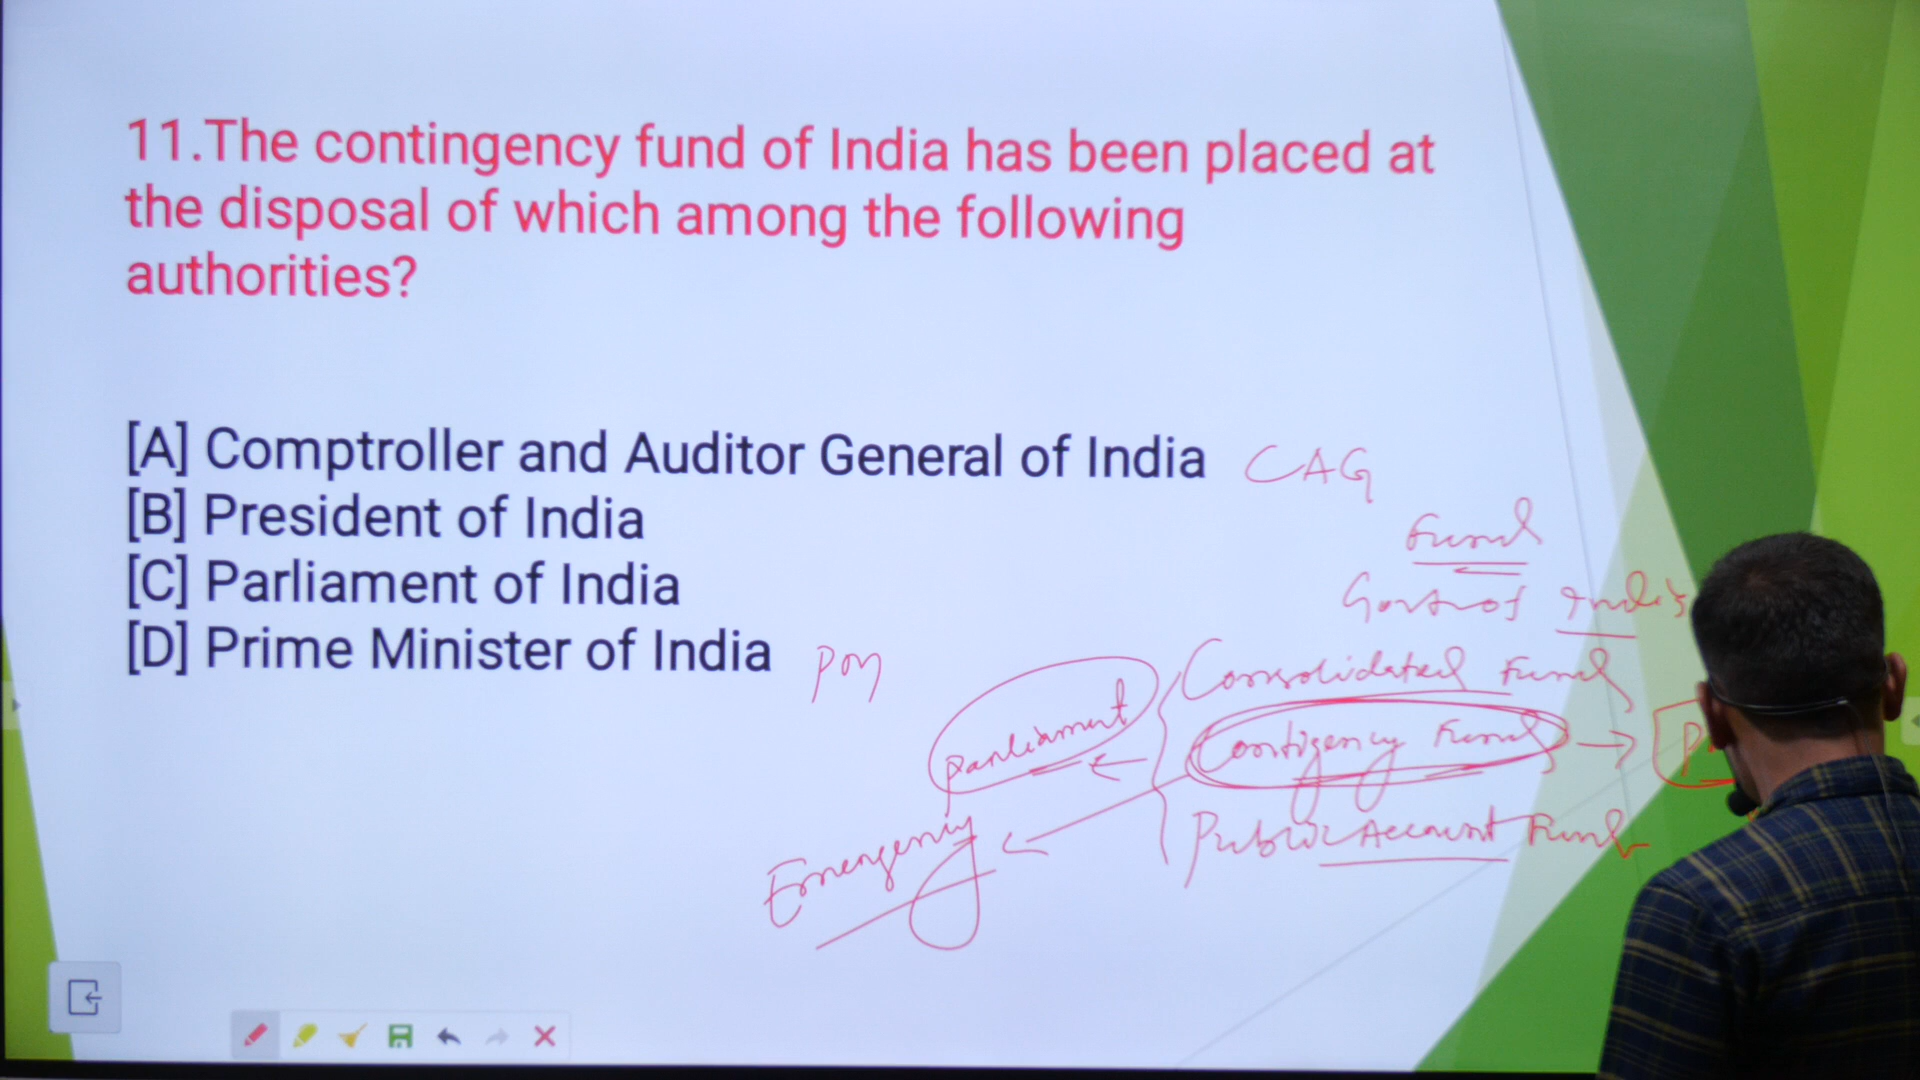 11.The contingency fund of India has been placed at
the disposal of which among the following
authorities?
[A] Comptroller and Auditor General of India CAG
[B] President of India
[C] Parliament of India
[D] Prime Minister of India PM
Fund
Govt of India
Consolidated Fund
Parliament
Contigency Fund
Public Account Fund
Emergency